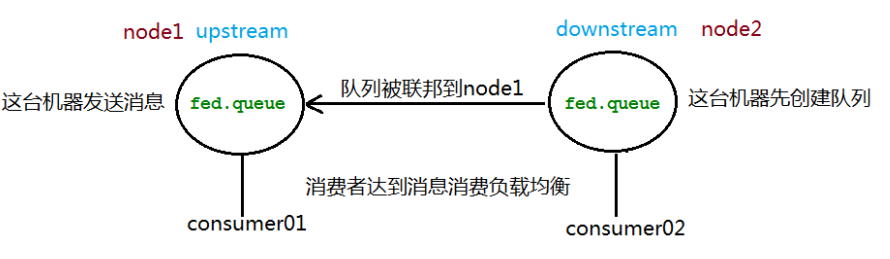 node1 upstream
downstream node2
这台机器发送消息
fed.queue
队列被联邦到node1
fed.queue
这台机器先创建队列
消费者达到消息消费负载均衡
consumer01
consumer02